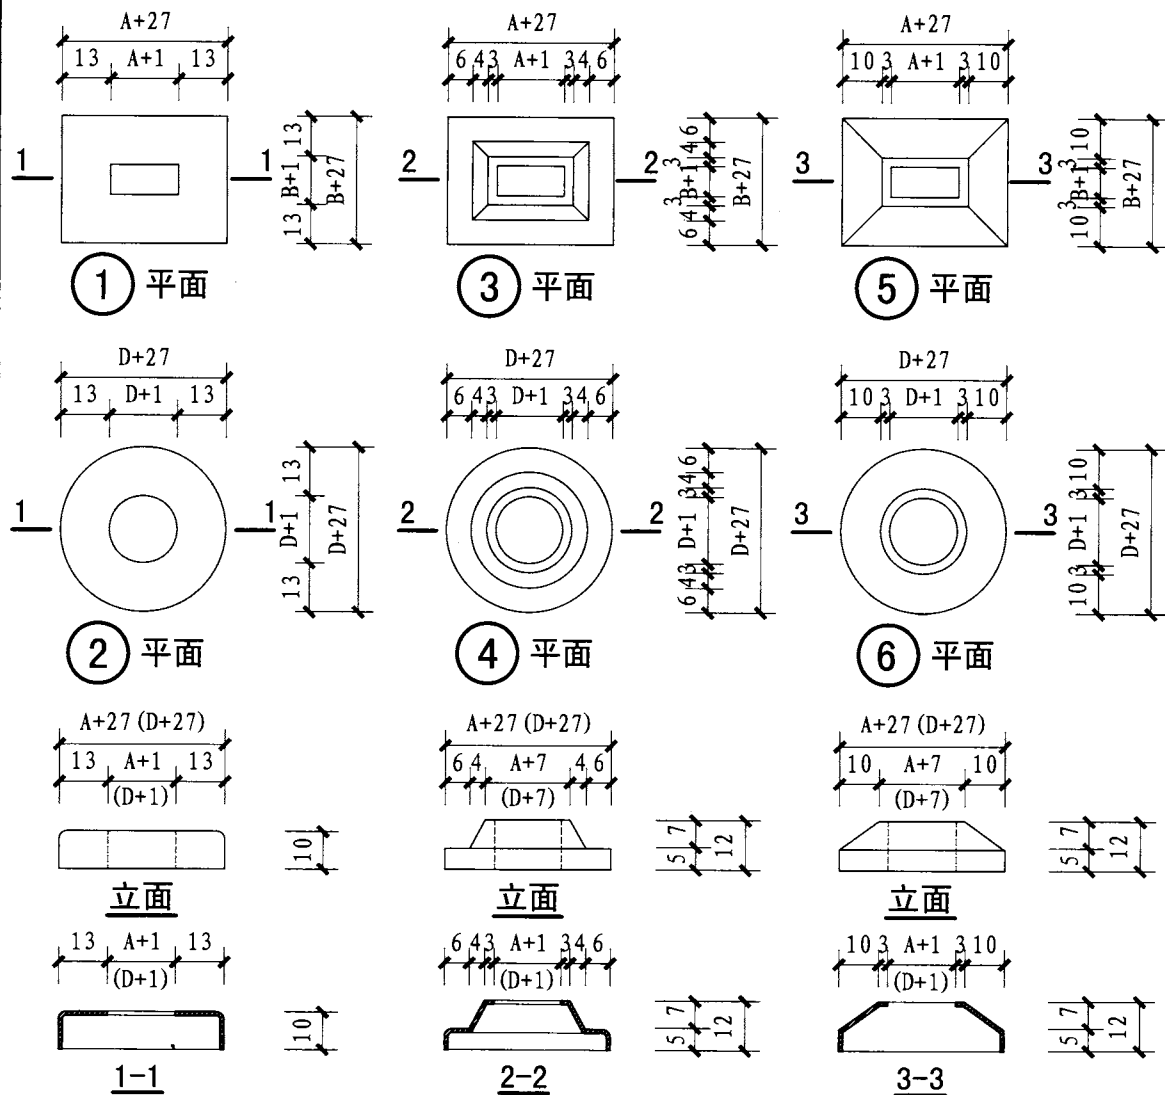 A+27
13 A+1 13
1 1
13 B+1 13 B+27
1 平面
A+27
6 4 3 A+1 3 4 6
2 2
6 4 3 B+1 3 4 6 B+27
3 平面
A+27
10 3 A+1 3 10
3 3
10 3 B+1 3 10 B+27
5 平面
D+27
13 D+1 13
1 1
13 D+1 13 D+27
2 平面
D+27
6 4 3 D+1 3 4 6
2 2
6 4 3 D+1 3 4 6 D+27
4 平面
D+27
10 3 D+1 3 10
3 3
10 3 D+1 3 10 D+27
6 平面
A+27 (D+27)
13 A+1 13
(D+1)
10
立面
A+27 (D+27)
6 4 A+7 4 6
(D+7)
7 5 12
立面
A+27 (D+27)
10 A+7 10
(D+7)
7 5 12
立面
13 A+1 13
(D+1)
10
1-1
6 4 3 A+1 3 4 6
(D+1)
7 5 12
2-2
10 3 A+1 3 10
(D+1)
7 5 12
3-3